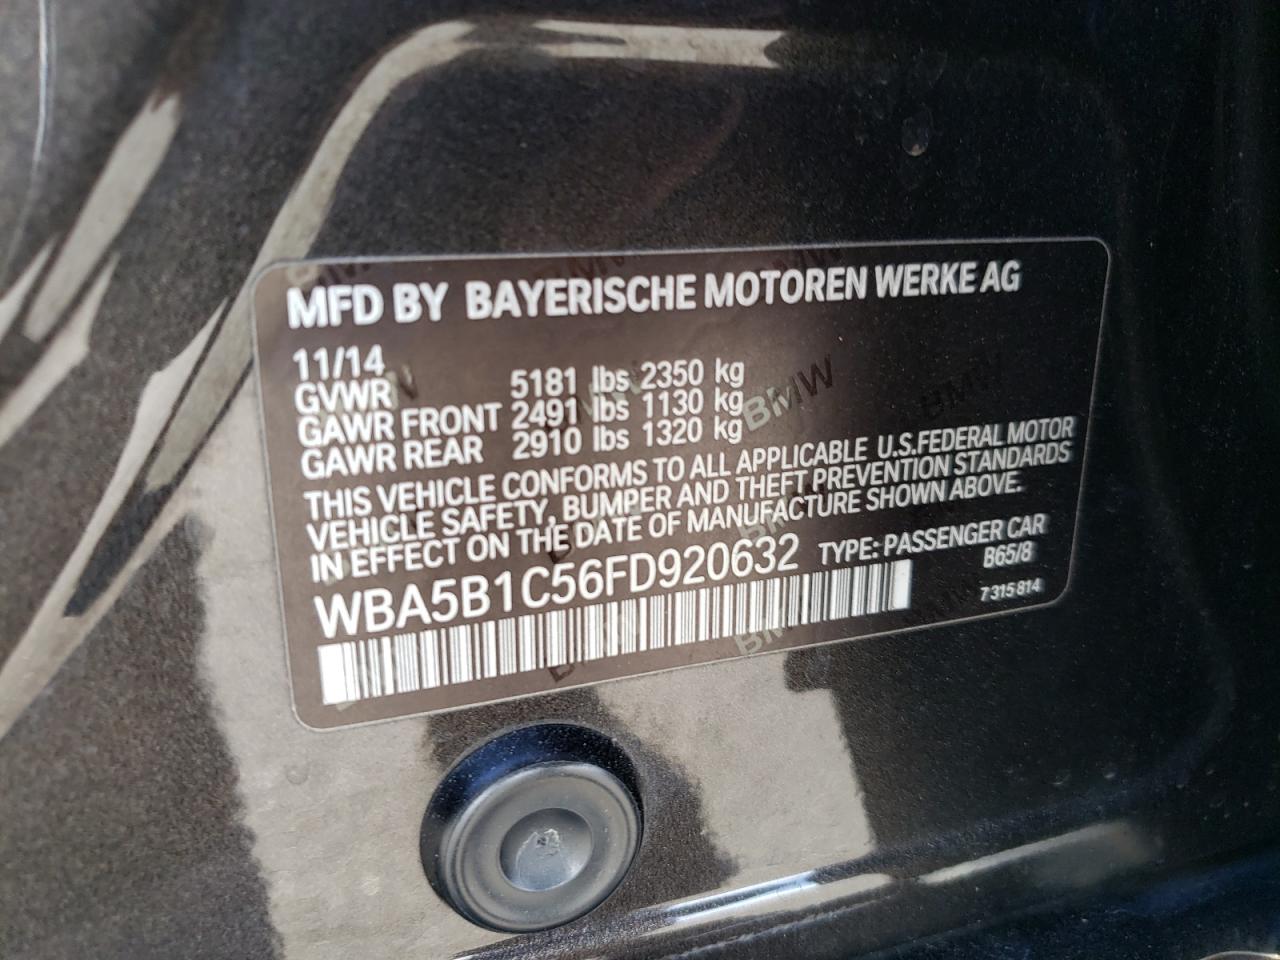 MFD BY BAYERISCHE MOTOREN WERKE AG
11/14
GVWR 5181 lbs 2350 kg
GAWR FRONT 2491 lbs 1130 kg
GAWR REAR 2910 lbs 1320 kg
THIS VEHICLE CONFORMS TO ALL APPLICABLE U.S.FEDERAL MOTOR
VEHICLE SAFETY, BUMPER AND THEFT PREVENTION STANDARDS
IN EFFECT ON THE DATE OF MANUFACTURE SHOWN ABOVE.
WBA5B1C56FD920632 TYPE: PASSENGER CAR
B65/8
7 315 814
BMW
BMW
BMW